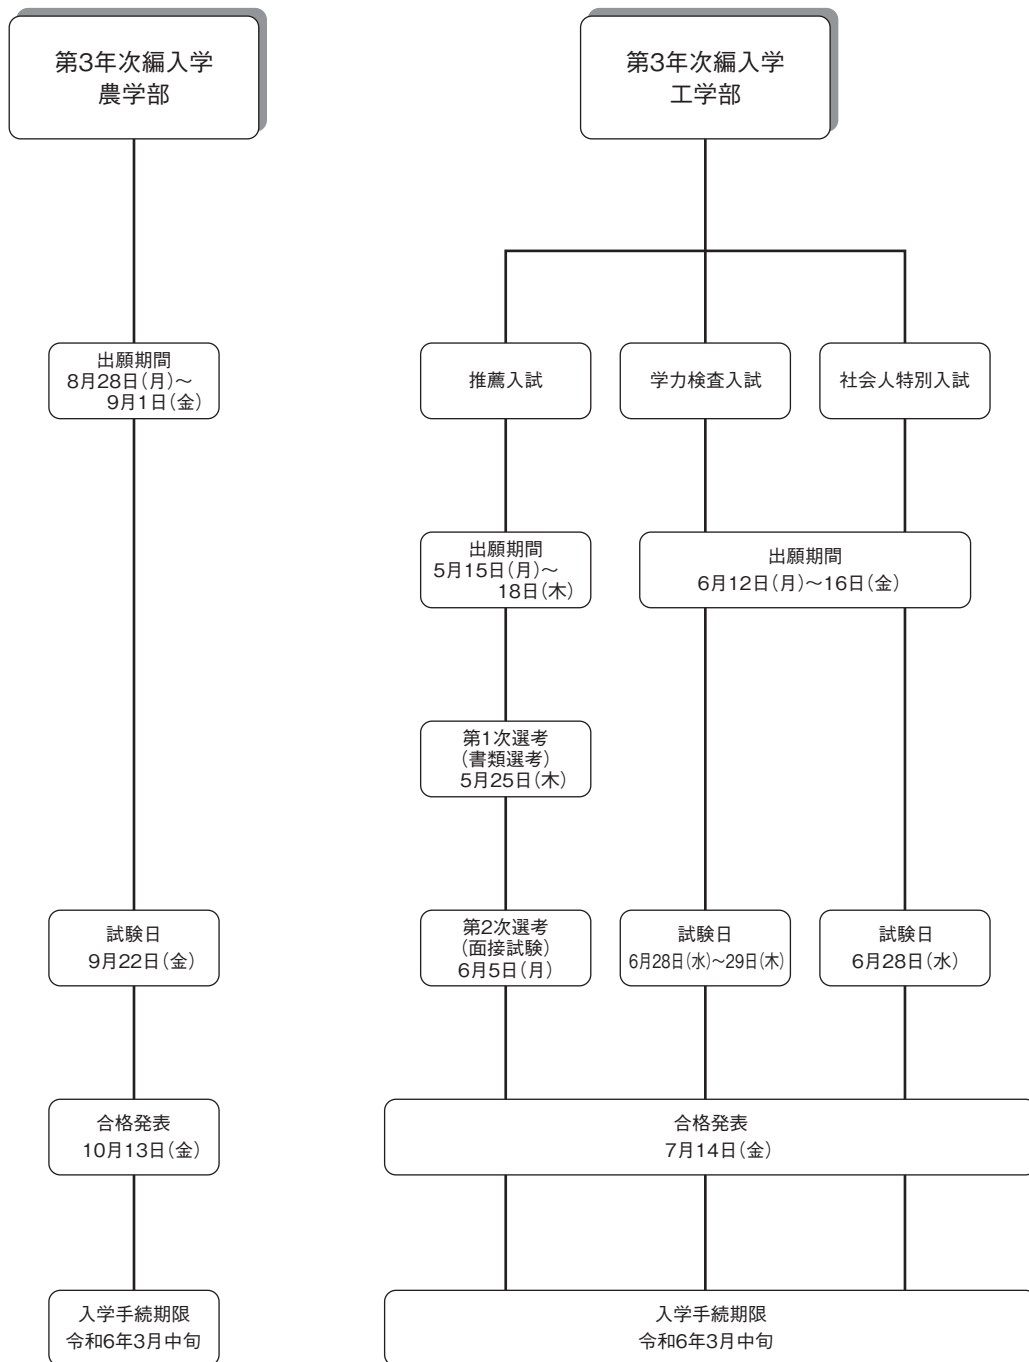 第3年次編入学
農学部
出願期間
8月28日(月)～
9月1日(金)
試験日
9月22日(金)
合格発表
10月13日(金)
入学手続期限
令和6年3月中旬
第3年次編入学
工学部
推薦入試
出願期間
5月15日(月)～
18日(木)
第1次選考
(書類選考)
5月25日(木)
第2次選考
(面接試験)
6月5日(月)
学力検査入試
社会人特別入試
出願期間
6月12日(月)～16日(金)
試験日
6月28日(水)～29日(木)
試験日
6月28日(水)
合格発表
7月14日(金)
入学手続期限
令和6年3月中旬